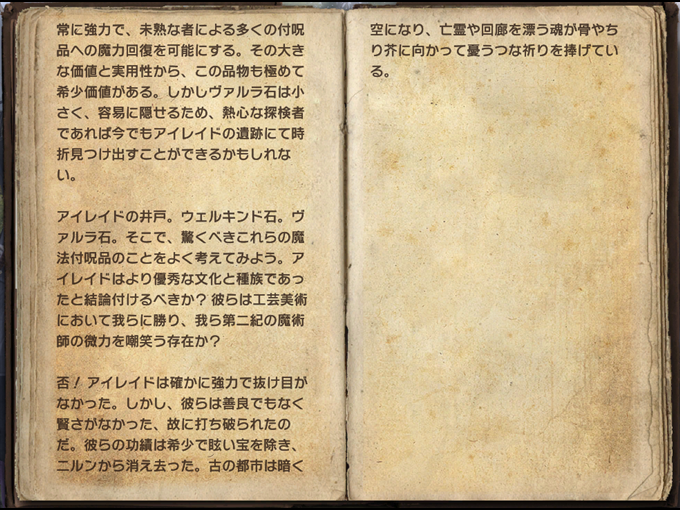 常に強力で、未熟な者による多くの付呪
品への魔力回復を可能にする。その大き
な価値と実用性から、この品物も極めて
希少価値がある。しかしヴァルラ石は小
さく、容易に隠せるため、熱心な探検者
であれば今でもアイレイドの遺跡にて時
折見つけ出すことができるかもしれな
い。
アイレイドの井戸。ウェルキンド石。ヴ
ァルラ石。そこで、驚くべきこれらの魔
法付呪品のことをよく考えてみよう。ア
イレイドはより優秀な文化と種族であっ
たと結論付けるべきか? 彼らは工芸美術
において我らに勝り、我ら第二紀の魔術
師の微力を嘲笑う存在か?
否! アイレイドは確かに強力で抜け目が
なかった。しかし、彼らは善良でもなく
賢さがなかった、故に打ち破られたの
だ。彼らの功績は希少で眩い宝を除き、
ニルンから消え去った。古の都市は暗く
空になり、亡霊や回廊を漂う魂が骨やち
り芥に向かって憂うつな祈りを捧げてい
る。